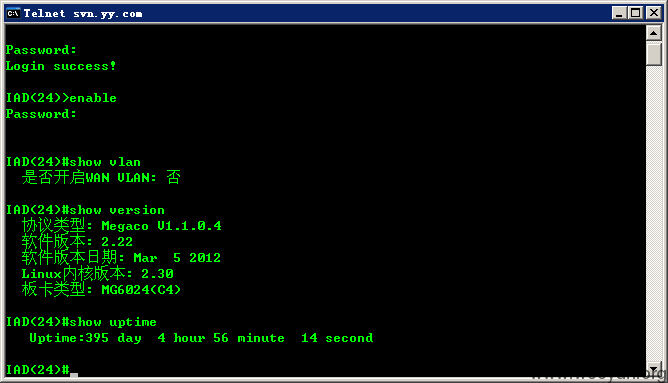 Telnet svn.yy.com
Password:
Login success!
IAD(24)>enable
Password:
IAD(24)#show vlan
是否开启WAN VLAN: 否
IAD(24)#show version
协议类型: Megaco V1.1.0.4
软件版本: 2.22
软件版本日期: Mar  5 2012
Linux内核版本: 2.30
板卡类型: MG6024(C4)
IAD(24)#show uptime
Uptime:395 day  4 hour 56 minute  14 second
IAD(24)#